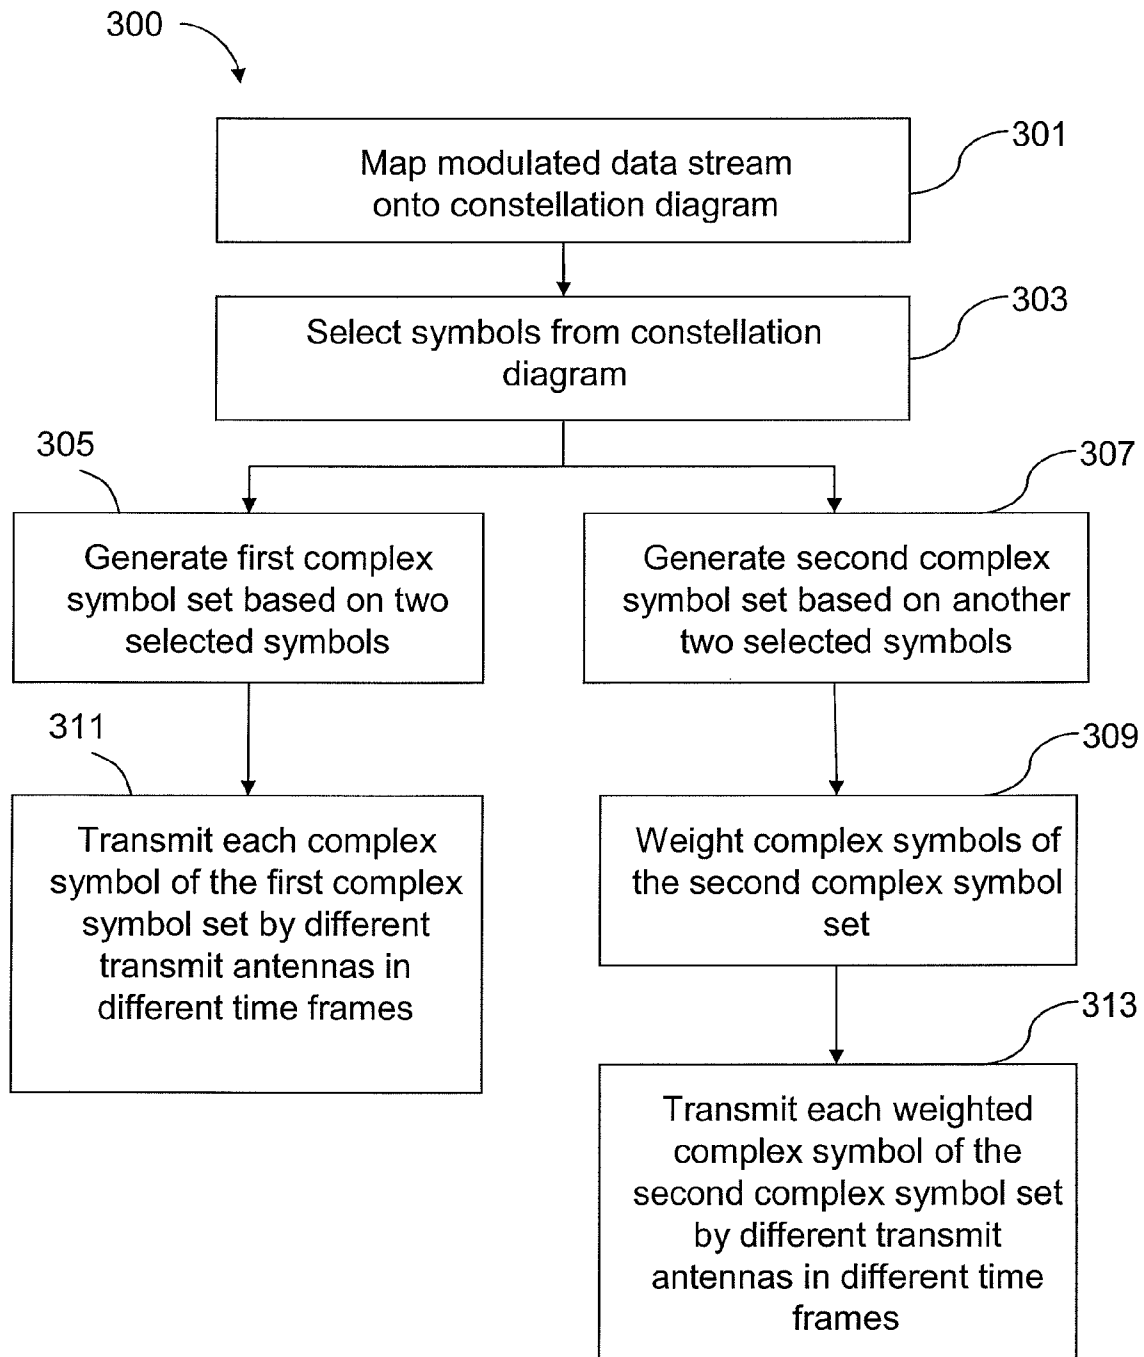 300
301
Map modulated data stream
onto constellation diagram
303
Select symbols from constellation
diagram
305
307
Generate first complex
symbol set based on two
selected symbols
Generate second complex
symbol set based on another
two selected symbols
311
309
Transmit each complex
symbol of the first complex
symbol set by different
transmit antennas in
different time frames
Weight complex symbols of
the second complex symbol
set
313
Transmit each weighted
complex symbol of the
second complex symbol set
by different transmit
antennas in different time
frames